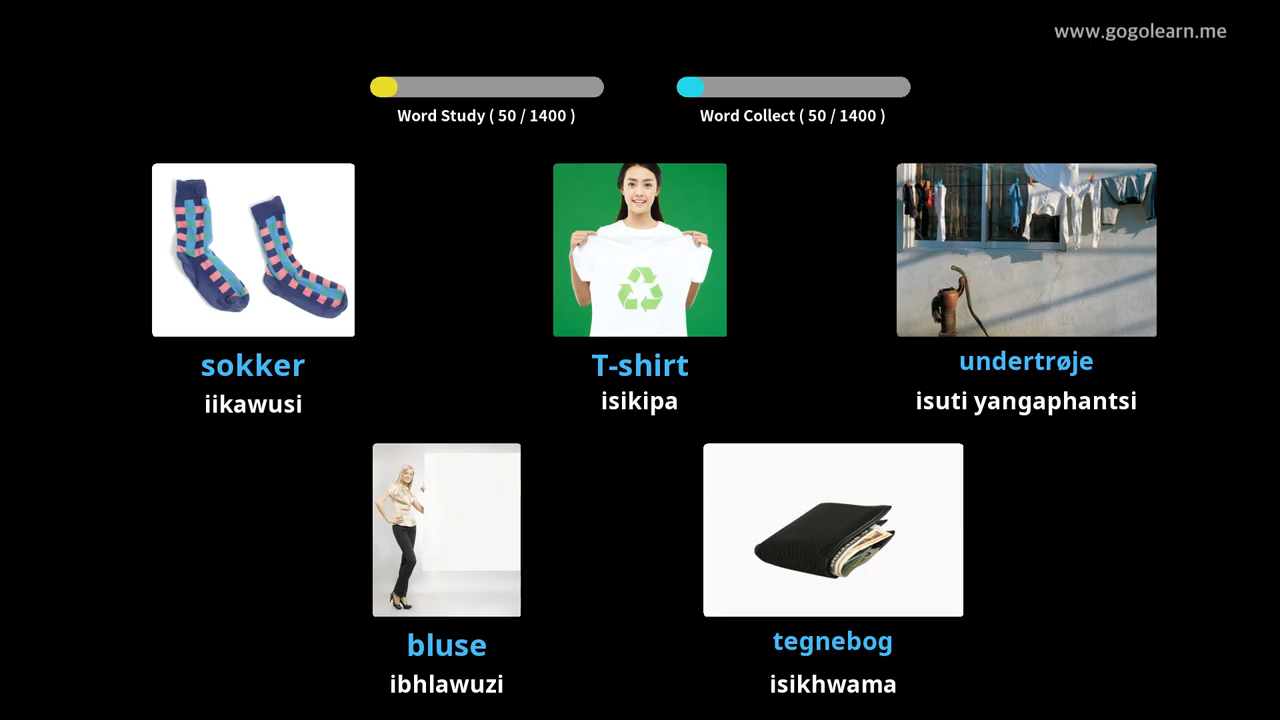 www.gogolearn.me
Word Study ( 50 / 1400 )
Word Collect ( 50 / 1400 )
sokker
iikawusi
T-shirt
isikipa
undertrøje
isuti yangaphantsi
bluse
ibhlawuzi
tegnebog
isikhwama